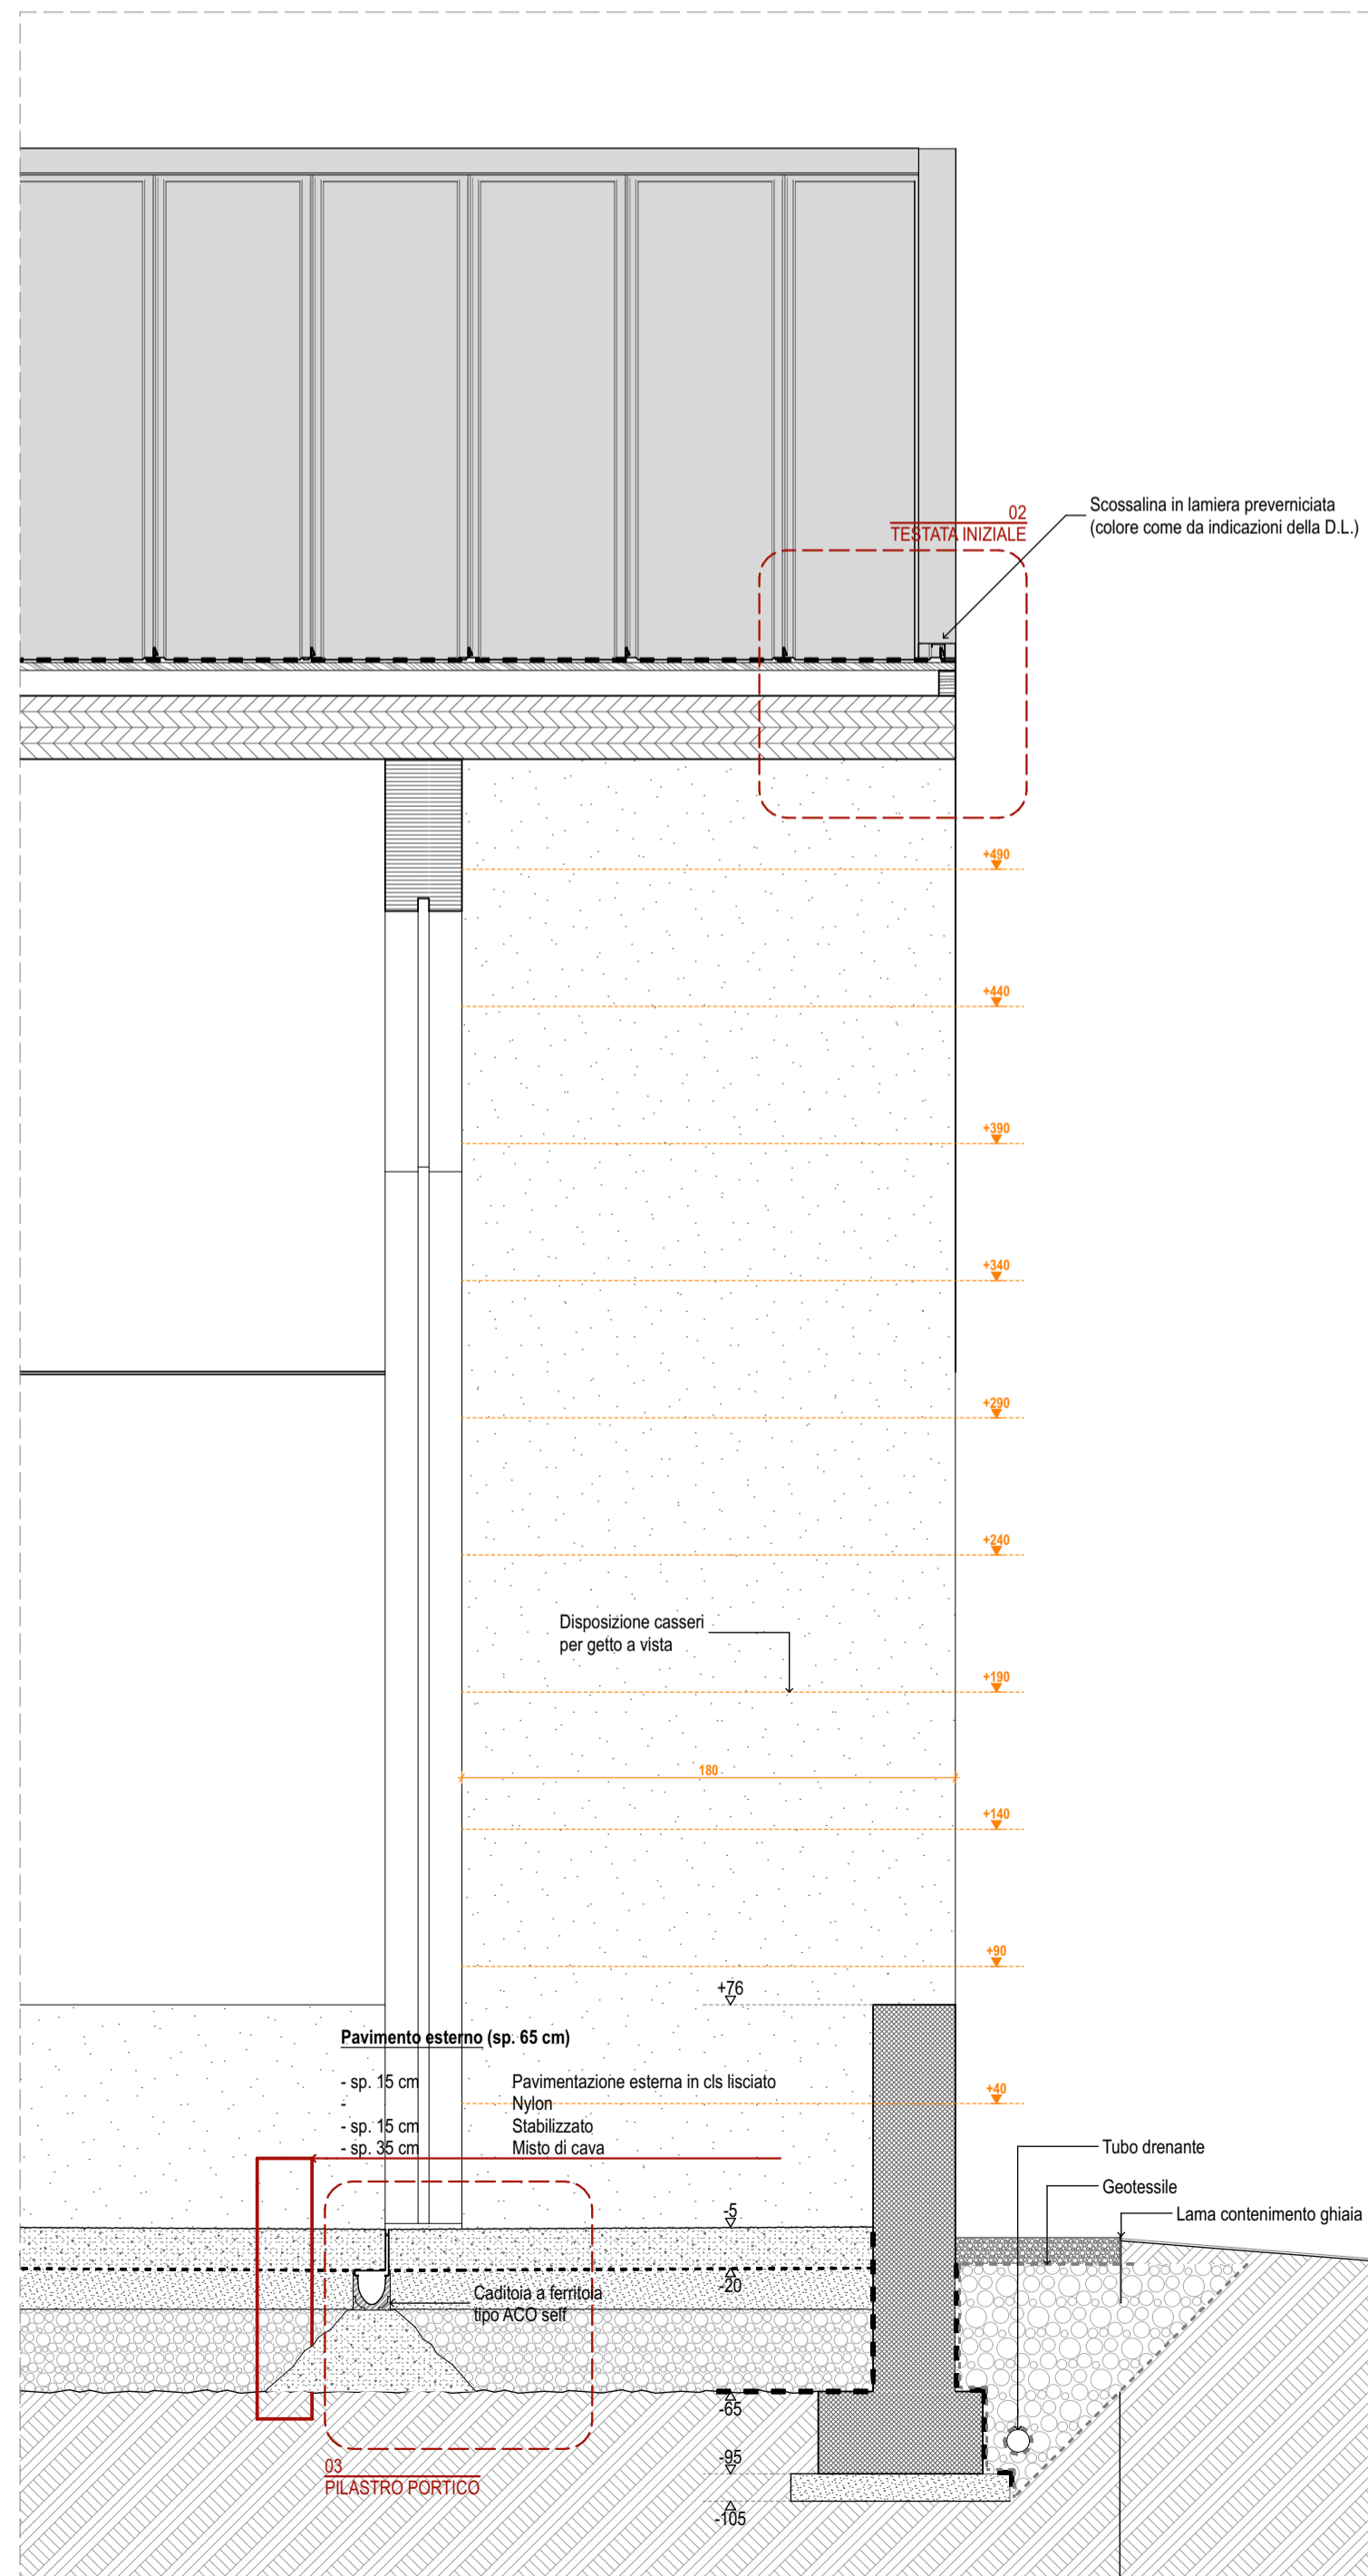 02
TESTATA INIZIALE
Scossalina in lamiera preverniciata
(colore come da indicazioni della D.L.)
+490
+440
+390
+340
+290
+240
Disposizione casseri
per getto a vista
+190
180
+140
+90
+76
Pavimento esterno (sp. 65 cm)
- sp. 15 cm Pavimentazione esterna in cls lisciato
- Nylon
- sp. 15 cm Stabilizzato
- sp. 35 cm Misto di cava
+40
Tubo drenante
Geotessile
Lama contenimento ghiaia
-5
-20
Caditoia a ferritoia
tipo ACO self
-65
-95
-105
03
PILASTRO PORTICO